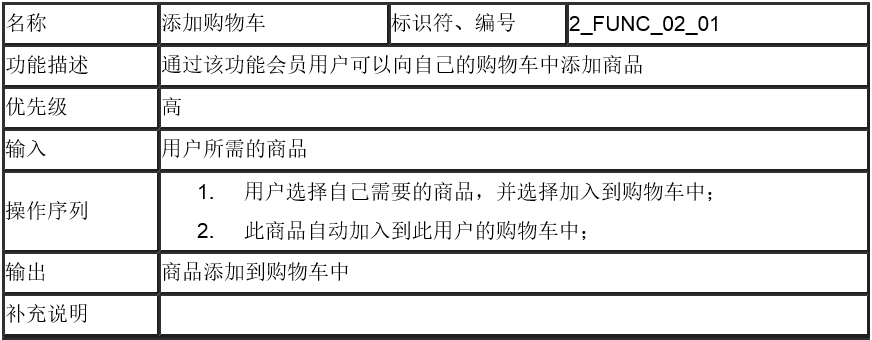 名称 添加购物车 标识符、编号 2_FUNC_02_01
功能描述 通过该功能会员用户可以向自己的购物车中添加商品
优先级 高
输入 用户所需的商品
操作序列
1. 用户选择自己需要的商品，并选择加入到购物车中；
2. 此商品自动加入到此用户的购物车中；
输出 商品添加到购物车中
补充说明